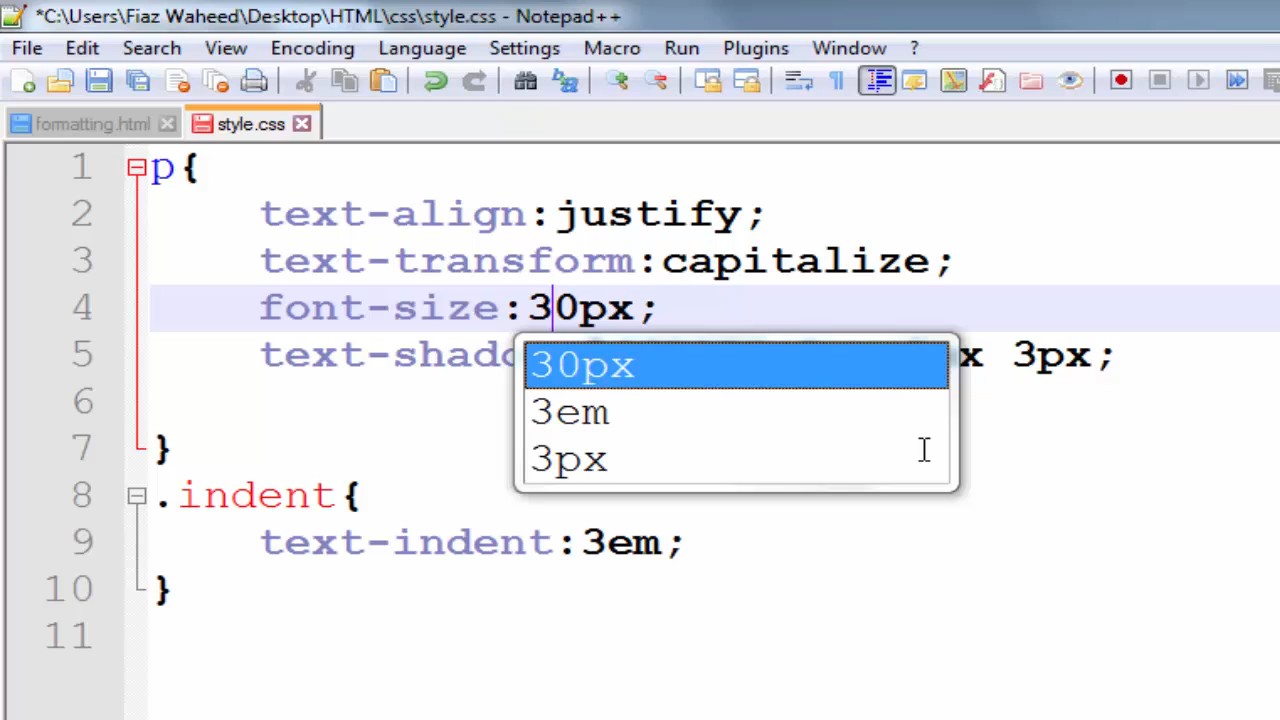 *C:\Users\Fiaz Waheed\Desktop\HTML\css\style.css - Notepad++
File Edit Search View Encoding Language Settings Macro Run Plugins Window ?
formatting.html style.css
1 p{
2 text-align:justify;
3 text-transform:capitalize;
4 font-size:30px;
5 3px;
30px
3em
3px
6
7 }
8 .indent{
9 text-indent:3em;
10 }
11